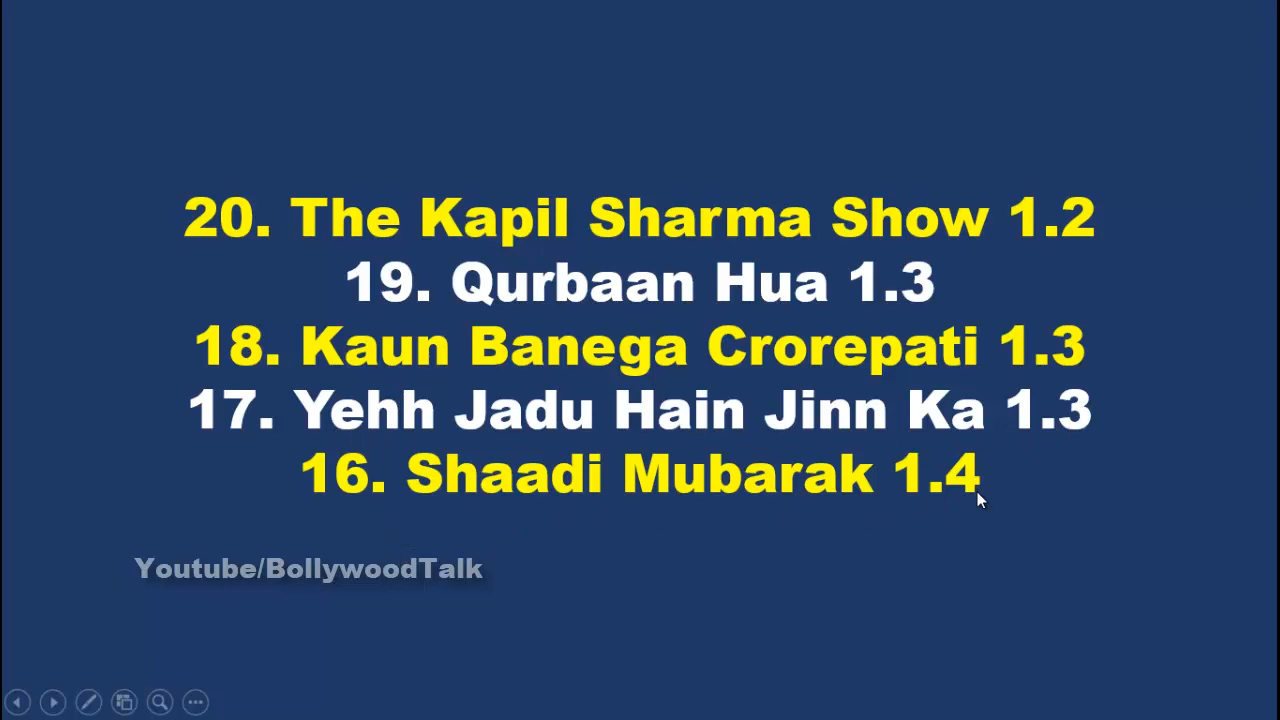 20. The Kapil Sharma Show 1.2
19. Qurbaan Hua 1.3
18. Kaun Banega Crorepati 1.3
17. Yehh Jadu Hain Jinn Ka 1.3
16. Shaadi Mubarak 1.4
Youtube/BollywoodTalk